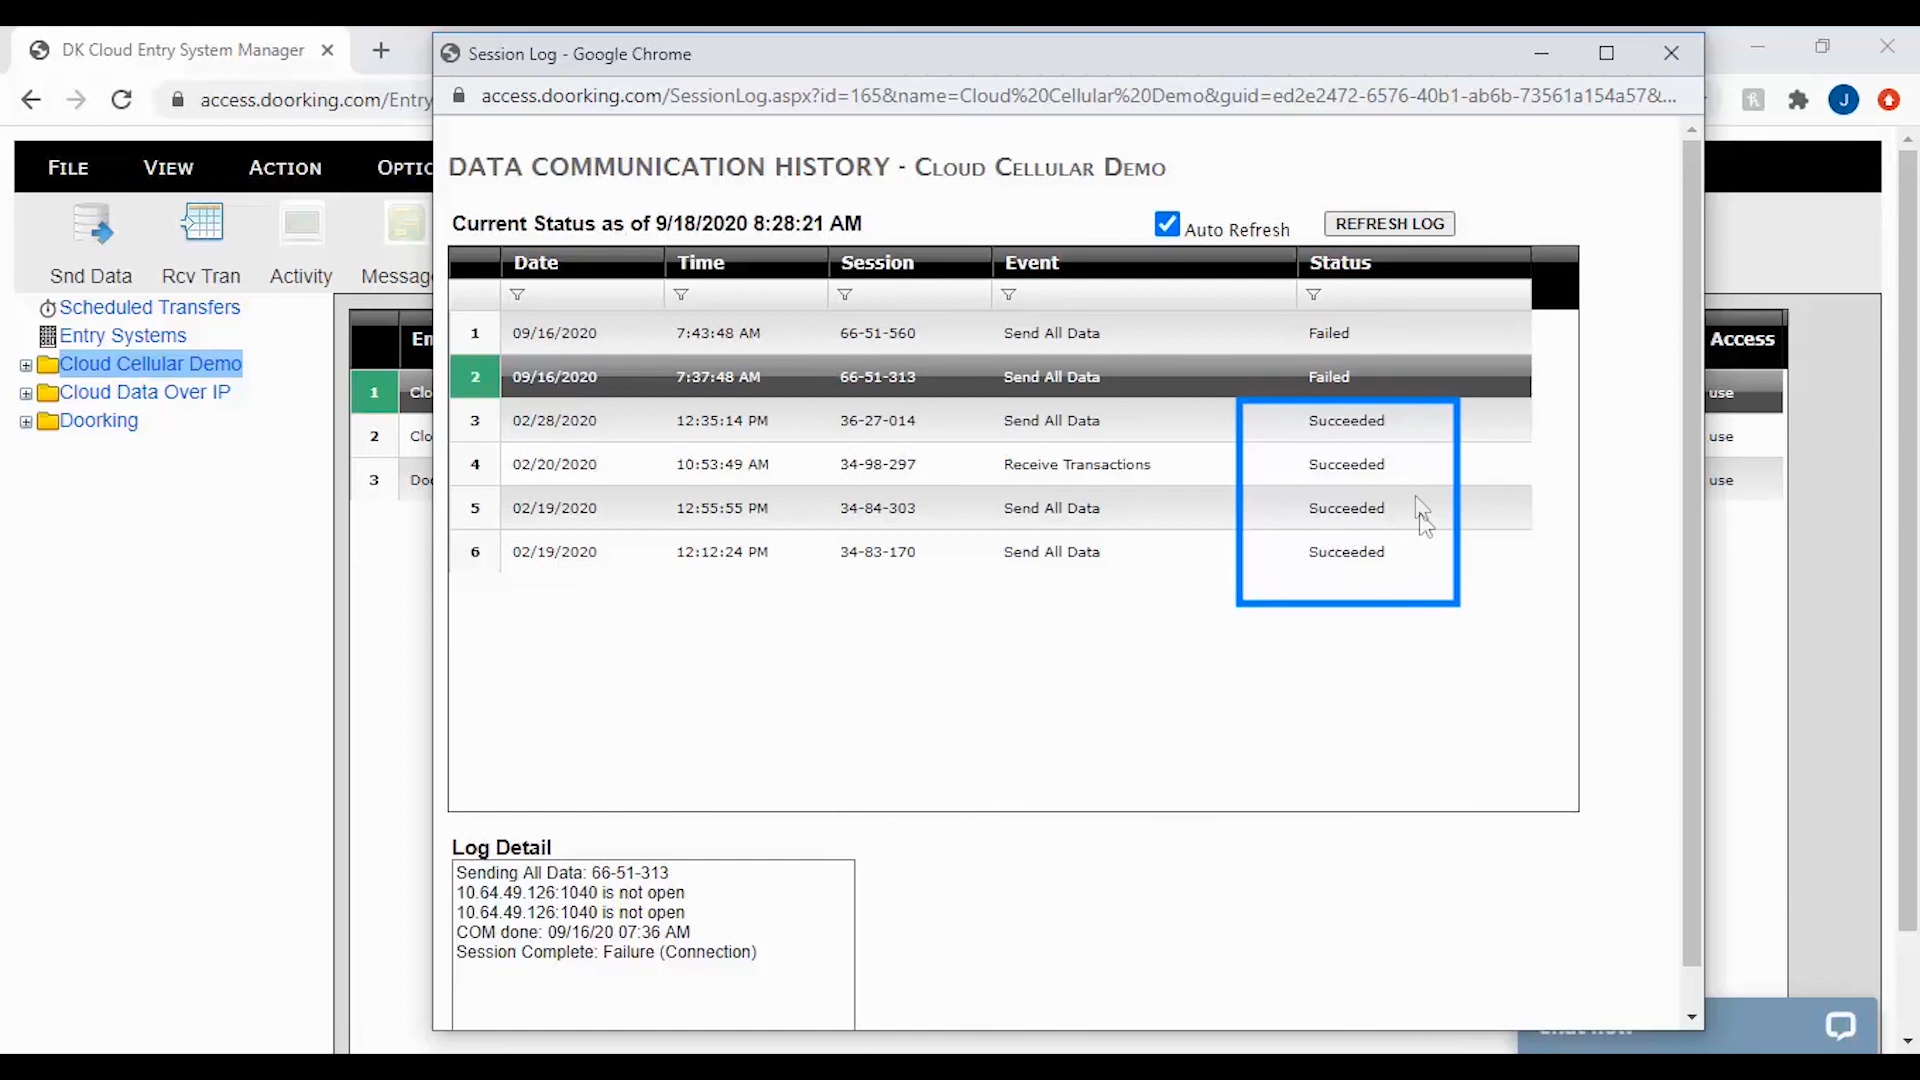 DK Cloud Entry System Manager
Session Log - Google Chrome
access.doorking.com/Entry
access.doorking.com/SessionLog.aspx?id=165&name=Cloud%20Cellular%20Demo&guid=ed2e2472-6576-40b1-ab6b-73561a154a57&...
J
FILE VIEW ACTION OPTIO
Snd Data Rcv Tran Activity Messag
Scheduled Transfers
Entry Systems
Cloud Cellular Demo
Cloud Data Over IP
Doorking
En
1 Clo
2 Clo
3 Doo
Access
use
use
use
DATA COMMUNICATION HISTORY - CLOUD CELLULAR DEMO
Current Status as of 9/18/2020 8:28:21 AM
Auto Refresh
REFRESH LOG
Date Time Session Event Status
1 09/16/2020 7:43:48 AM 66-51-560 Send All Data Failed
2 09/16/2020 7:37:48 AM 66-51-313 Send All Data Failed
3 02/28/2020 12:35:14 PM 36-27-014 Send All Data Succeeded
4 02/20/2020 10:53:49 AM 34-98-297 Receive Transactions Succeeded
5 02/19/2020 12:55:55 PM 34-84-303 Send All Data Succeeded
6 02/19/2020 12:12:24 PM 34-83-170 Send All Data Succeeded
Log Detail
Sending All Data: 66-51-313
10.64.49.126:1040 is not open
10.64.49.126:1040 is not open
COM done: 09/16/20 07:36 AM
Session Complete: Failure (Connection)